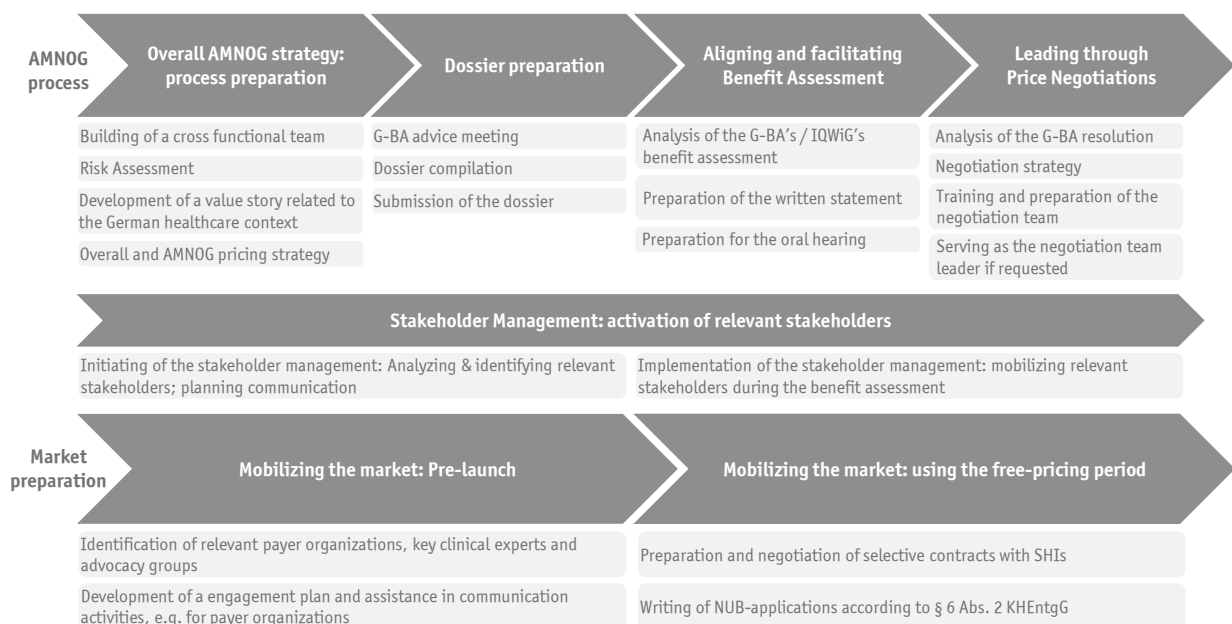 AMNOG
process
Overall AMNOG strategy:
process preparation
Dossier preparation
Aligning and facilitating
Benefit Assessment
Leading through
Price Negotiations
Building of a cross functional team
Risk Assessment
Development of a value story related to
the German healthcare context
Overall and AMNOG pricing strategy
G-BA advice meeting
Dossier compilation
Submission of the dossier
Analysis of the G-BA's / IQWiG's
benefit assessment
Preparation of the written statement
Preparation for the oral hearing
Analysis of the G-BA resolution
Negotiation strategy
Training and preparation of the
negotiation team
Serving as the negotiation team
leader if requested
Stakeholder Management: activation of relevant stakeholders
Initiating of the stakeholder management: Analyzing & identifying relevant
stakeholders; planning communication
Implementation of the stakeholder management: mobilizing relevant
stakeholders during the benefit assessment
Market
preparation
Mobilizing the market: Pre-launch
Mobilizing the market: using the free-pricing period
Identification of relevant payer organizations, key clinical experts and
advocacy groups
Development of a engagement plan and assistance in communication
activities, e.g. for payer organizations
Preparation and negotiation of selective contracts with SHIs
Writing of NUB-applications according to § 6 Abs. 2 KHEntgG